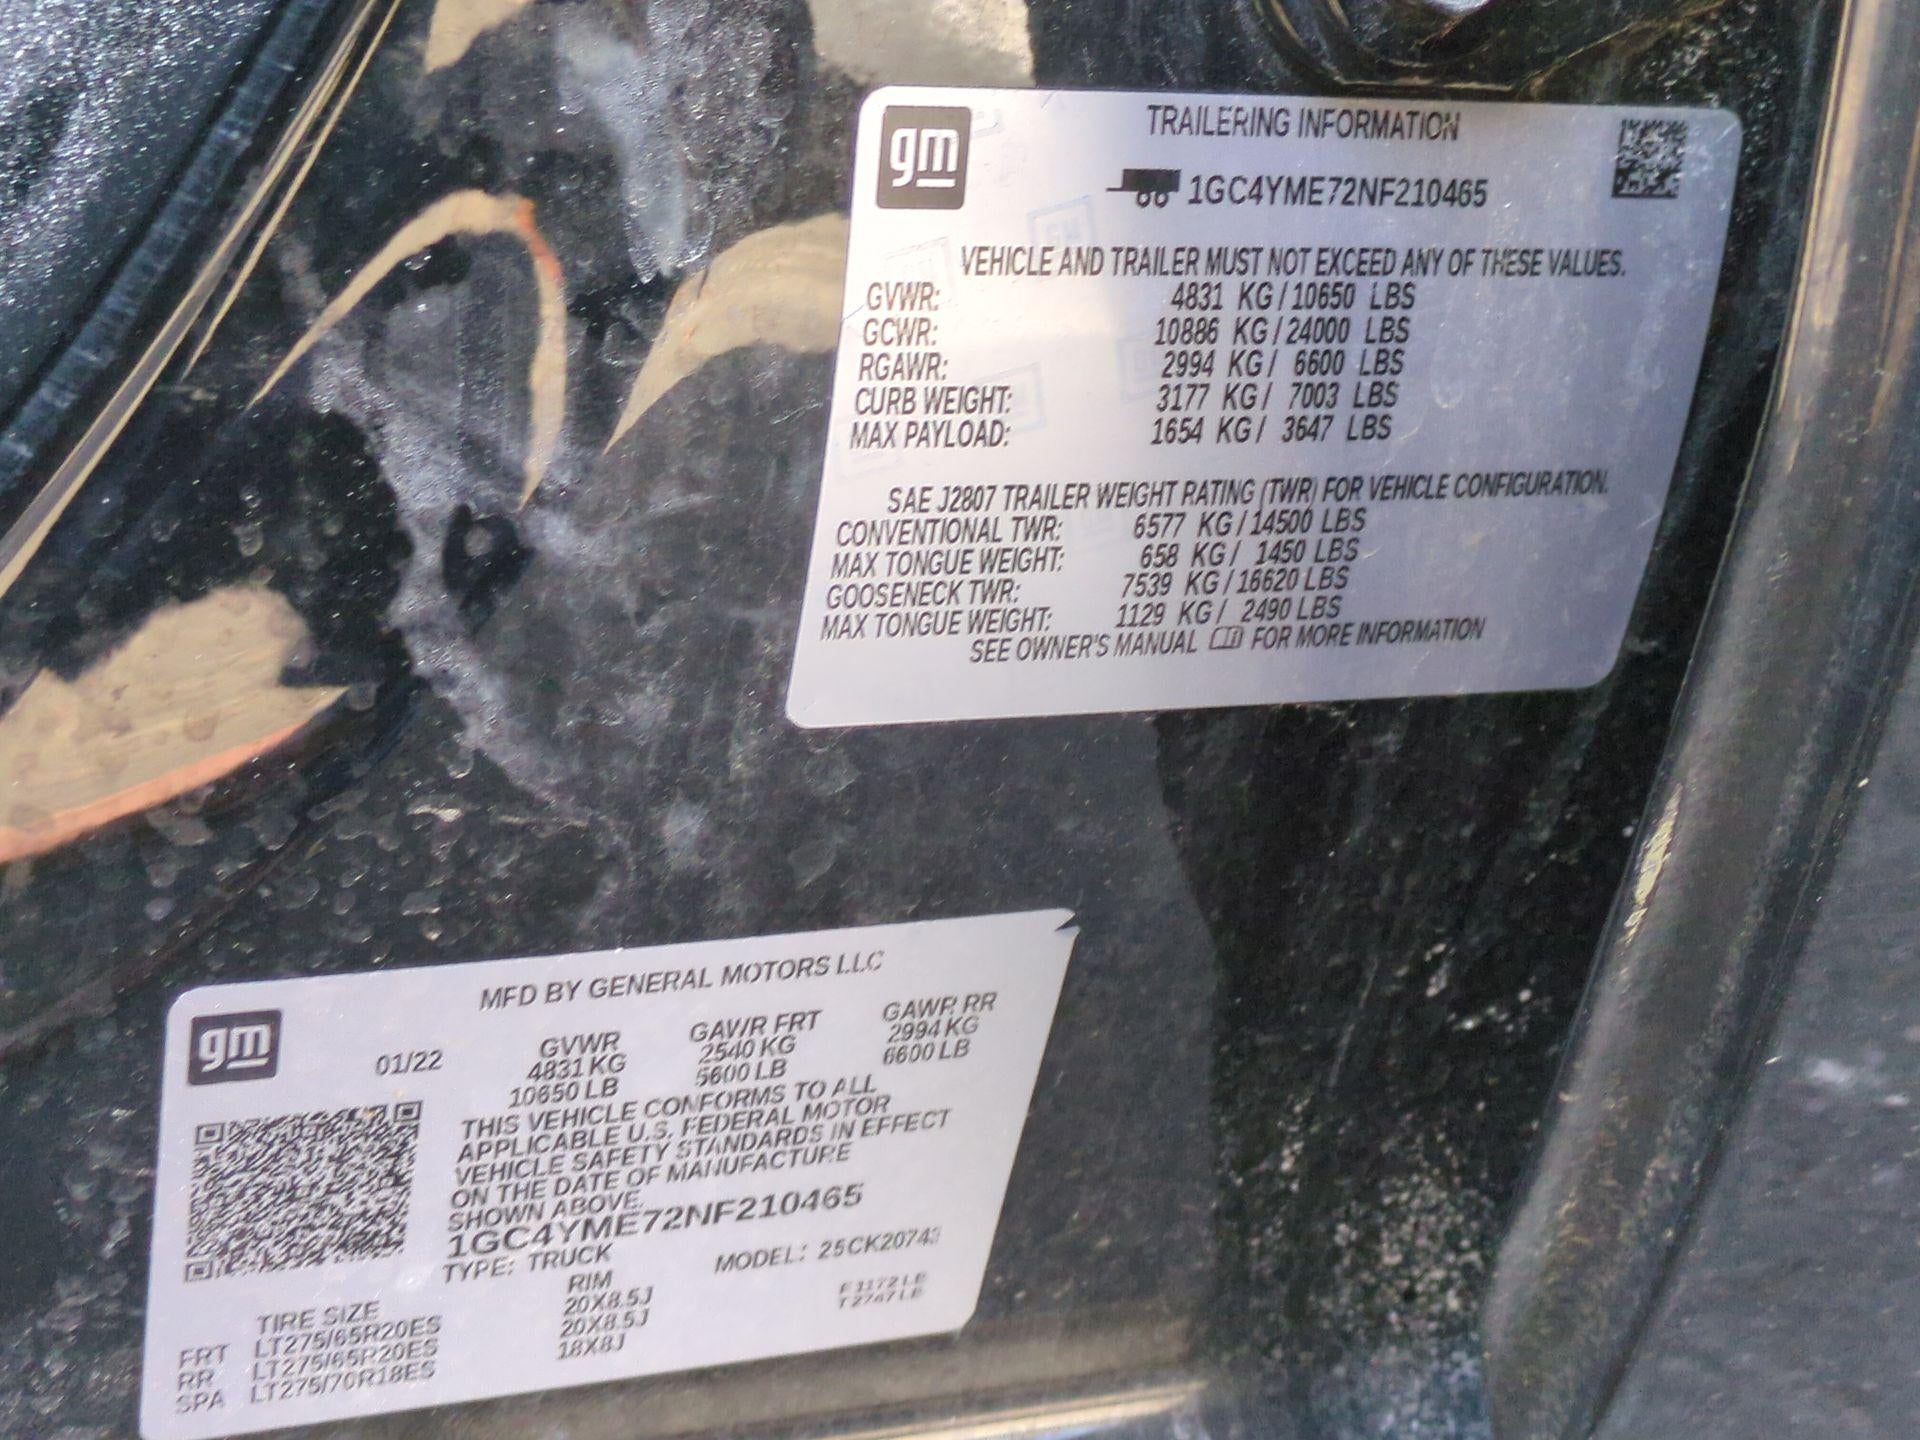 gm
TRAILERING INFORMATION
1GC4YME72NF210465
VEHICLE AND TRAILER MUST NOT EXCEED ANY OF THESE VALUES.
GVWR: 4831 KG/10650 LBS
GCWR: 10886 KG/24000 LBS
RGAWR: 2994 KG/ 6600 LBS
CURB WEIGHT: 3177 KG/ 7003 LBS
MAX PAYLOAD: 1654 KG/ 3647 LBS
SAE J2807 TRAILER WEIGHT RATING (TWR) FOR VEHICLE CONFIGURATION.
CONVENTIONAL TWR: 6577 KG/14500 LBS
MAX TONGUE WEIGHT: 658 KG/ 1450 LBS
GOOSENECK TWR: 7539 KG/16620 LBS
MAX TONGUE WEIGHT: 1129 KG/ 2490 LBS
SEE OWNER'S MANUAL FOR MORE INFORMATION
gm
MFD BY GENERAL MOTORS LLC
01/22 GVWR GAWR FRT GAWR RR
4831 KG 2540 KG 2994 KG
10650 LB 5600 LB 6600 LB
THIS VEHICLE CONFORMS TO ALL
APPLICABLE U.S. FEDERAL MOTOR
VEHICLE SAFETY STANDARDS IN EFFECT
ON THE DATE OF MANUFACTURE
SHOWN ABOVE.
1GC4YME72NF210465
TYPE: TRUCK MODEL: 25CK20743
TIRE SIZE RIM
FRT LT275/65R20ES 20X8.5J
RR LT275/65R20ES 20X8.5J
SPA LT275/70R18ES 18X8J